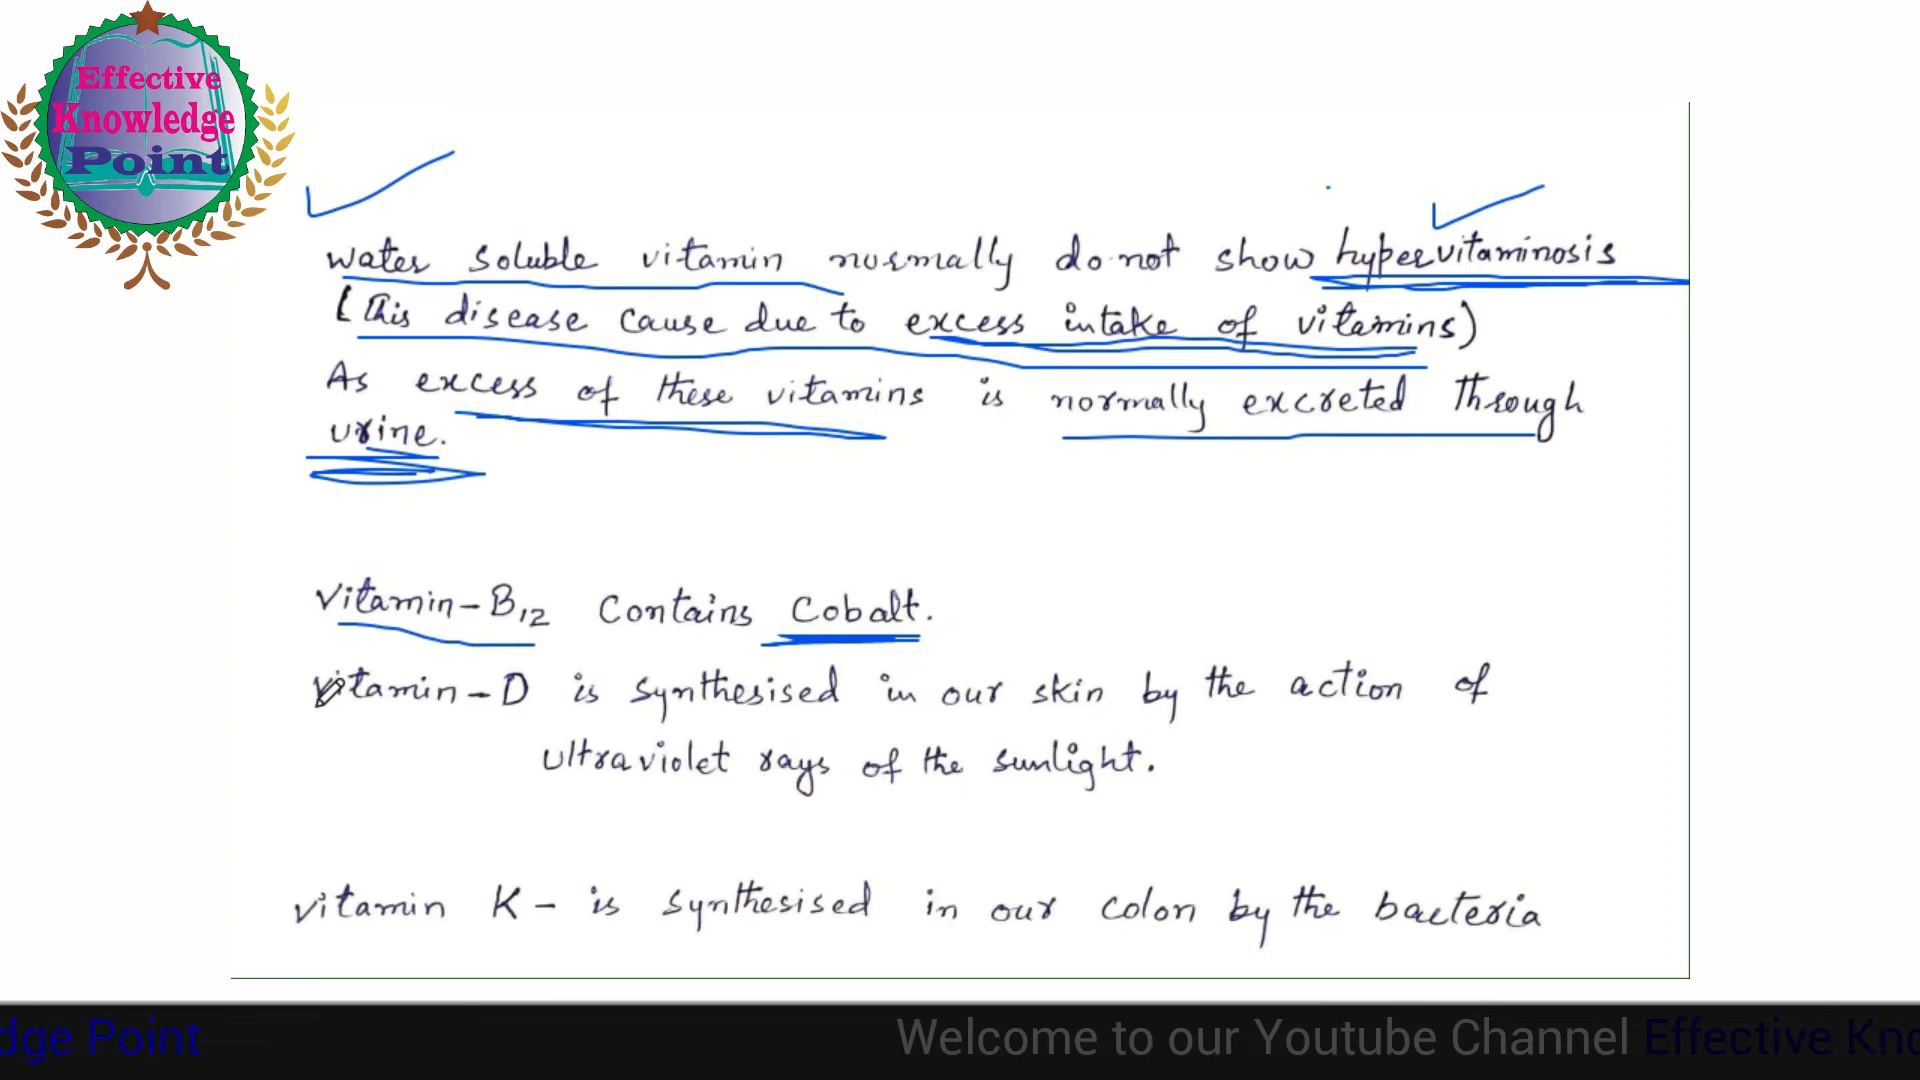 Effective
Knowledge
Point
water soluble vitamin normally do not show hypervitaminosis
(This disease cause due to excess intake of vitamins)
As excess of these vitamins is normally excreted Through
urine.
Vitamin-B12 Contains Cobalt.
Vitamin-D is synthesised in our skin by the action of
ultraviolet rays of the sunlight.
vitamin K- is synthesised in our colon by the bacteria
dge Point Welcome to our Youtube Channel Effective Kno